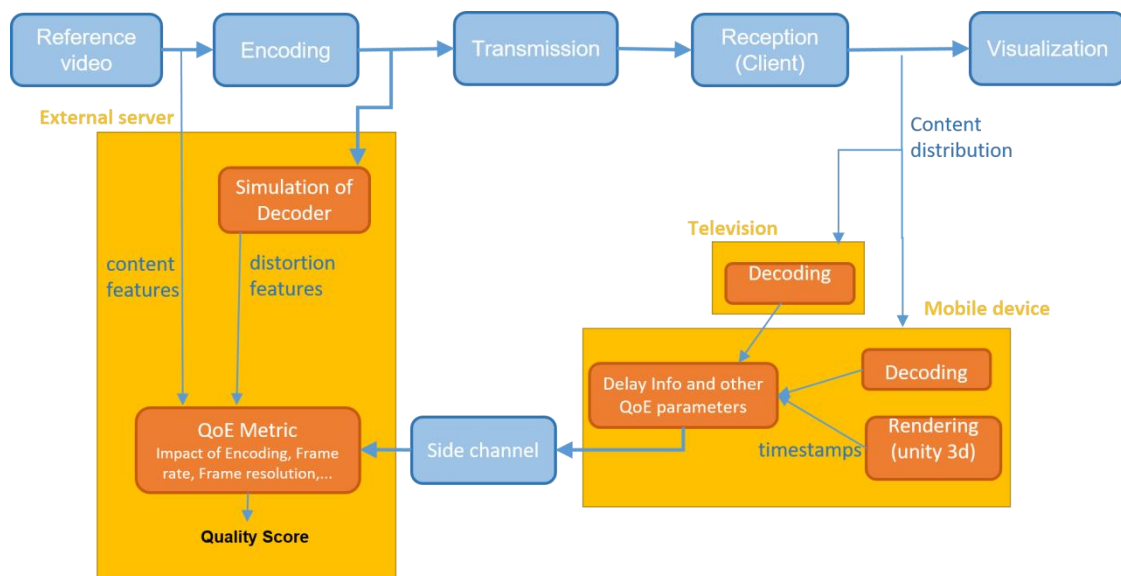 Reference
video
Encoding
Transmission
Reception
(Client)
Visualization
External server
Content
distribution
Simulation of
Decoder
Television
content
features
distortion
features
Decoding
Mobile device
Delay Info and other
QoE parameters
Decoding
Rendering
(unity 3d)
timestamps
QoE Metric
Impact of Encoding, Frame
rate, Frame resolution,...
Side channel
Quality Score